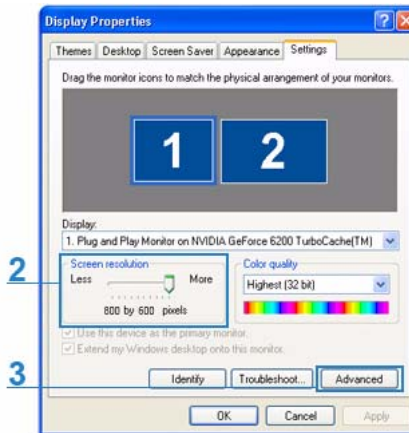 Display Properties
Themes Desktop Screen Saver Appearance Settings
Drag the monitor icons to match the physical arrangement of your monitors.
1 2
Display:
1. Plug and Play Monitor on NVIDIA GeForce 6200 TurboCache(TM)
2
Screen resolution
Less More
800 by 600 pixels
Color quality
Highest (32 bit)
Use this device as the primary monitor.
Extend my Windows desktop onto this monitor.
3
Identify Troubleshoot... Advanced
OK Cancel Apply